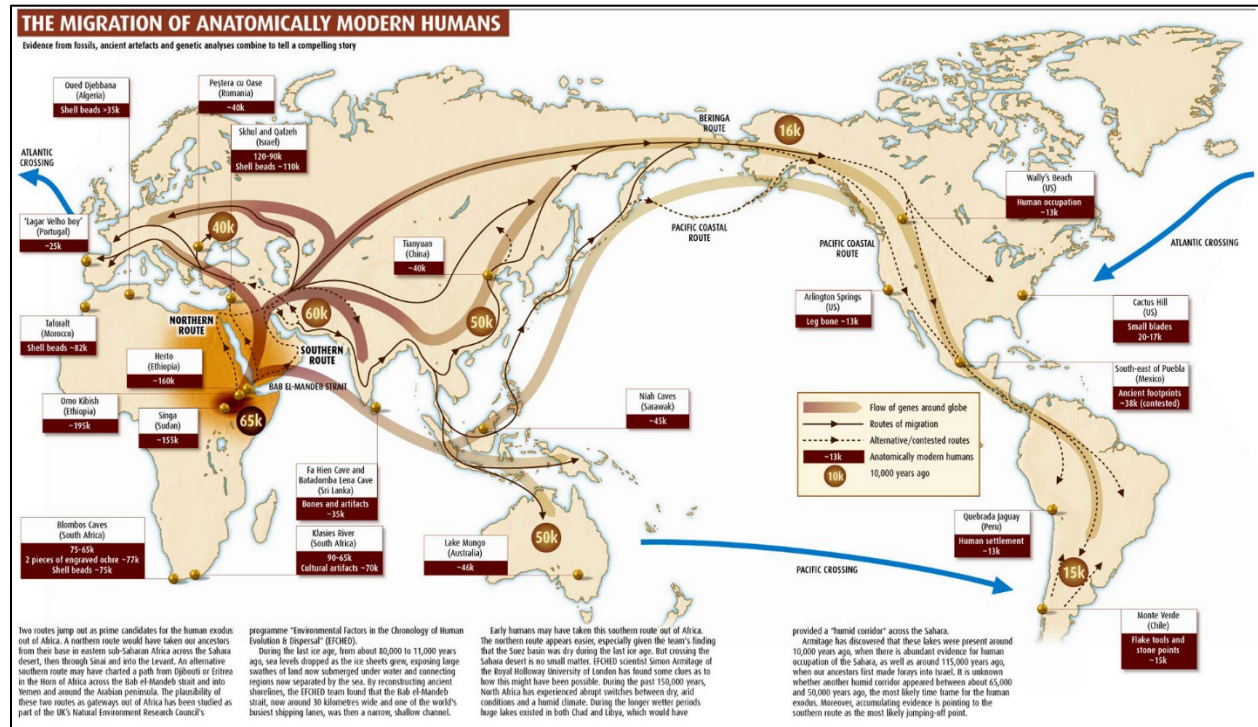 THE MIGRATION OF ANATOMICALLY MODERN HUMANS
Evidence from fossils, ancient artefacts and genetic analyses combine to tell a compelling story
Oued Djebbana
(Algeria)
Shell beads >35k
Peştera cu Oase
(Romania)
~40k
Skhul and Qafzeh
(Israel)
120-90k
Shell beads ~110k
ATLANTIC
CROSSING
'Lagar Velho boy'
(Portugal)
~25k
40k
Tianyuan
(China)
~40k
BERINGA
ROUTE
16k
PACIFIC COASTAL
ROUTE
PACIFIC COASTAL
ROUTE
Wally's Beach
(US)
Human occupation
~13k
ATLANTIC CROSSING
Arlington Springs
(US)
Leg bone ~13k
Cactus Hill
(US)
Small blades
20-17k
Taforalt
(Morocco)
Shell beads ~82k
NORTHERN
ROUTE
60k
50k
SOUTHERN
ROUTE
BAB EL-MANDEB STRAIT
Herto
(Ethiopia)
~160k
Omo Kibish
(Ethiopia)
~195k
Singa
(Sudan)
~155k
65k
South-east of Puebla
(Mexico)
Ancient footprints
~38k (contested)
Niah Caves
(Sarawak)
~45k
Flow of genes around globe
Routes of migration
Alternative/contested routes
~13k
Anatomically modern humans
10k
10,000 years ago
Fa Hien Cave and
Batadomba Lena Cave
(Sri Lanka)
Bones and artifacts
~35k
Blombos Caves
(South Africa)
75-65k
2 pieces of engraved ochre ~77k
Shell beads ~75k
Klasies River
(South Africa)
90-65k
Cultural artifacts ~70k
Lake Mungo
(Australia)
~46k
50k
PACIFIC CROSSING
Quebrada Jaguay
(Peru)
Human settlement
~13k
15k
Monte Verde
(Chile)
Flake tools and
stone points
~15k
Two routes jump out as prime candidates for the human exodus
out of Africa. A northern route would have taken our ancestors
from their base in eastern sub-Saharan Africa across the Sahara
desert, then through Sinai and into the Levant. An alternative
southern route may have charted a path from Djibouti or Eritrea
in the Horn of Africa across the Bab el-Mandeb strait and into
Yemen and around the Arabian peninsula. The plausibility of
these two routes as gateways out of Africa has been studied as
part of the UK's Natural Environment Research Council's
programme "Environmental Factors in the Chronology of Human
Evolution & Dispersal" (EFCHED).
During the last ice age, from about 80,000 to 11,000 years
ago, sea levels dropped as the ice sheets grew, exposing large
swathes of land now submerged under water and connecting
regions now separated by the sea. By reconstructing ancient
shorelines, the EFCHED team found that the Bab el-Mandeb
strait, now around 30 kilometres wide and one of the world's
busiest shipping lanes, was then a narrow, shallow channel.
Early humans may have taken this southern route out of Africa.
The northern route appears easier, especially given the team's finding
that the Suez basin was dry during the last ice age. But crossing the
Sahara desert is no small matter. EFCHED scientist Simon Armitage of
the Royal Holloway University of London has found some clues as to
how this might have been possible. During the past 150,000 years,
North Africa has experienced abrupt switches between dry, arid
conditions and a humid climate. During the longer wetter periods
huge lakes existed in both Chad and Libya, which would have
provided a "humid corridor" across the Sahara.
Armitage has discovered that these lakes were present around
10,000 years ago, when there is abundant evidence for human
occupation of the Sahara, as well as around 115,000 years ago,
when our ancestors first made forays into Israel. It is unknown
whether another humid corridor appeared between about 65,000
and 50,000 years ago, the most likely time frame for the human
exodus. Moreover, accumulating evidence is pointing to the
southern route as the most likely jumping-off point.